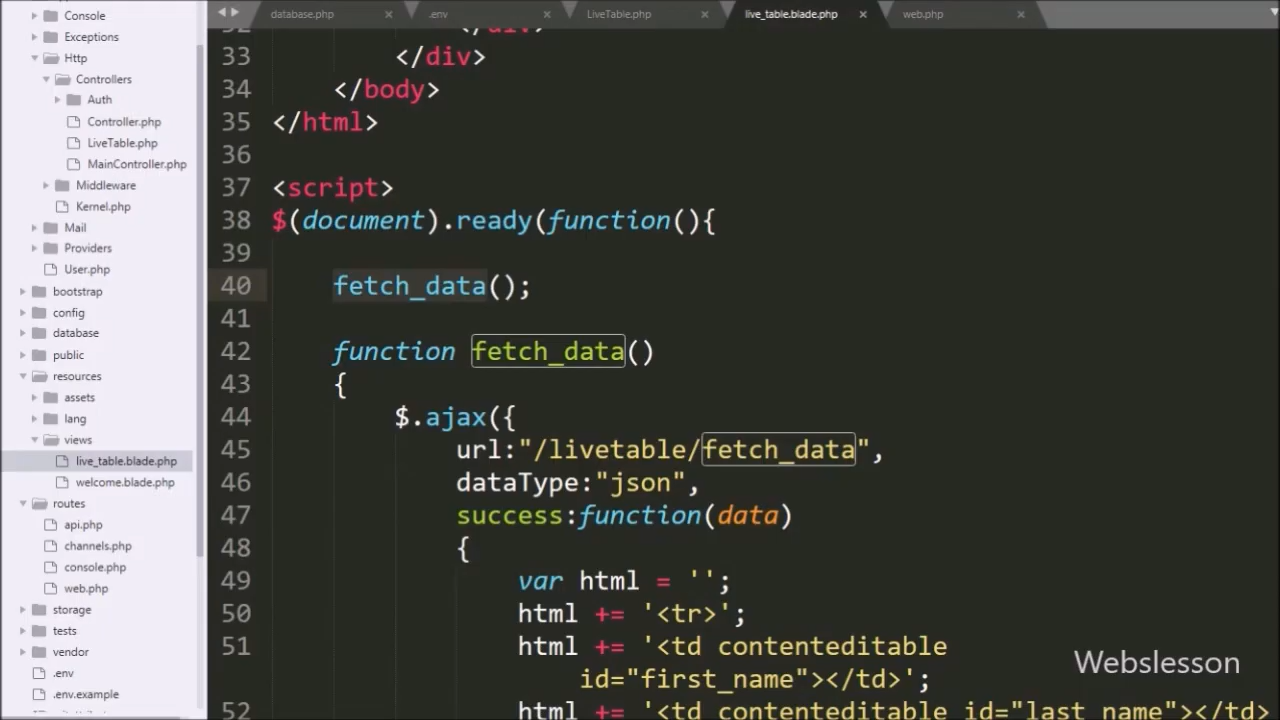 database.php
.env
LiveTable.php
live_table.blade.php
web.php
Console
Exceptions
Http
Controllers
Auth
Controller.php
LiveTable.php
MainController.php
Middleware
Kernel.php
Mail
Providers
User.php
bootstrap
config
database
public
resources
assets
lang
views
live_table.blade.php
welcome.blade.php
routes
api.php
channels.php
console.php
web.php
storage
tests
vendor
.env
.env.example
32 </div>
33 </div>
34 </body>
35 </html>
36
37 <script>
38 $(document).ready(function(){
39
40 fetch_data();
41
42 function fetch_data()
43 {
44 $.ajax({
45 url:"/livetable/fetch_data",
46 dataType:"json",
47 success:function(data)
48 {
49 var html = '';
50 html += '<tr>';
51 html += '<td contenteditable
id="first_name"></td>';
52 html += '<td contenteditable id="last_name"></td>
Webslesson